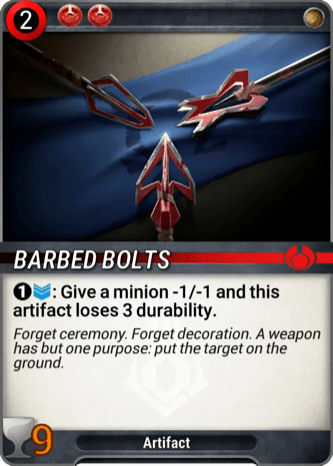 2
BARBED BOLTS
1: Give a minion -1/-1 and this
artifact loses 3 durability.
Forget ceremony. Forget decoration. A weapon
has but one purpose: put the target on the
ground.
9
Artifact